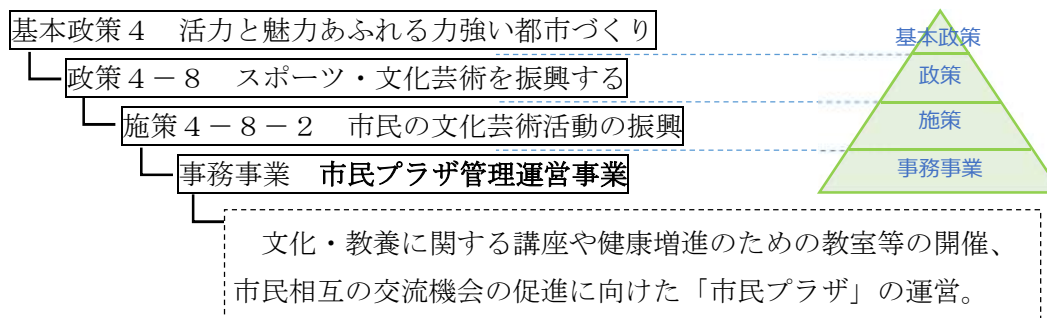 基本政策４　活力と魅力あふれる力強い都市づくり
政策４－８　スポーツ・文化芸術を振興する
施策４－８－２　市民の文化芸術活動の振興
事務事業　市民プラザ管理運営事業
文化・教養に関する講座や健康増進のための教室等の開催、
市民相互の交流機会の促進に向けた「市民プラザ」の運営。
基本政策
政策
施策
事務事業